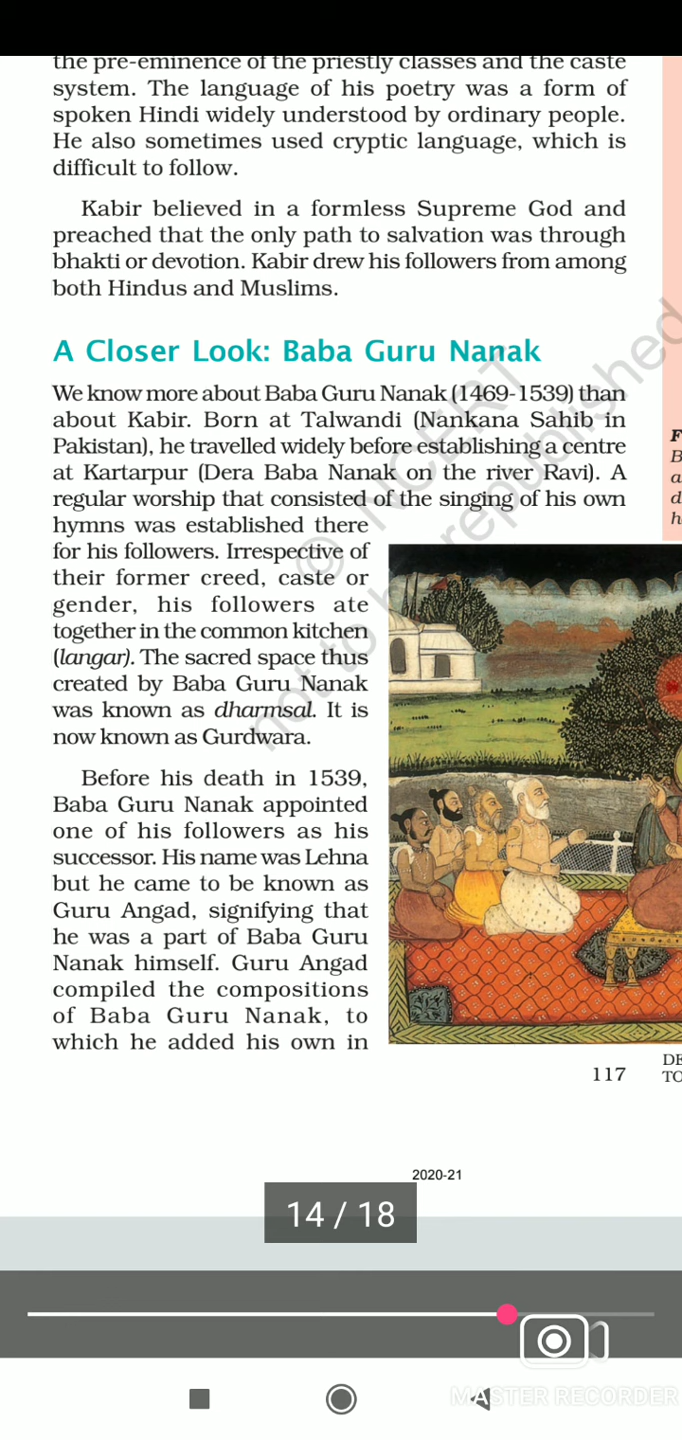 the pre-eminence of the priestly classes and the caste
system. The language of his poetry was a form of
spoken Hindi widely understood by ordinary people.
He also sometimes used cryptic language, which is
difficult to follow.
Kabir believed in a formless Supreme God and
preached that the only path to salvation was through
bhakti or devotion. Kabir drew his followers from among
both Hindus and Muslims.
A Closer Look: Baba Guru Nanak
We know more about Baba Guru Nanak (1469-1539) than
about Kabir. Born at Talwandi (Nankana Sahib in
Pakistan), he travelled widely before establishing a centre
at Kartarpur (Dera Baba Nanak on the river Ravi). A
regular worship that consisted of the singing of his own
hymns was established there
for his followers. Irrespective of
their former creed, caste or
gender, his followers ate
together in the common kitchen
(langar). The sacred space thus
created by Baba Guru Nanak
was known as dharmsal. It is
now known as Gurdwara.
Before his death in 1539,
Baba Guru Nanak appointed
one of his followers as his
successor. His name was Lehna
but he came to be known as
Guru Angad, signifying that
he was a part of Baba Guru
Nanak himself. Guru Angad
compiled the compositions
of Baba Guru Nanak, to
which he added his own in
F
B
a
d
h
© NCERT
not to be republished
117
DE
TO
2020-21
14 / 18
MASTER RECORDER